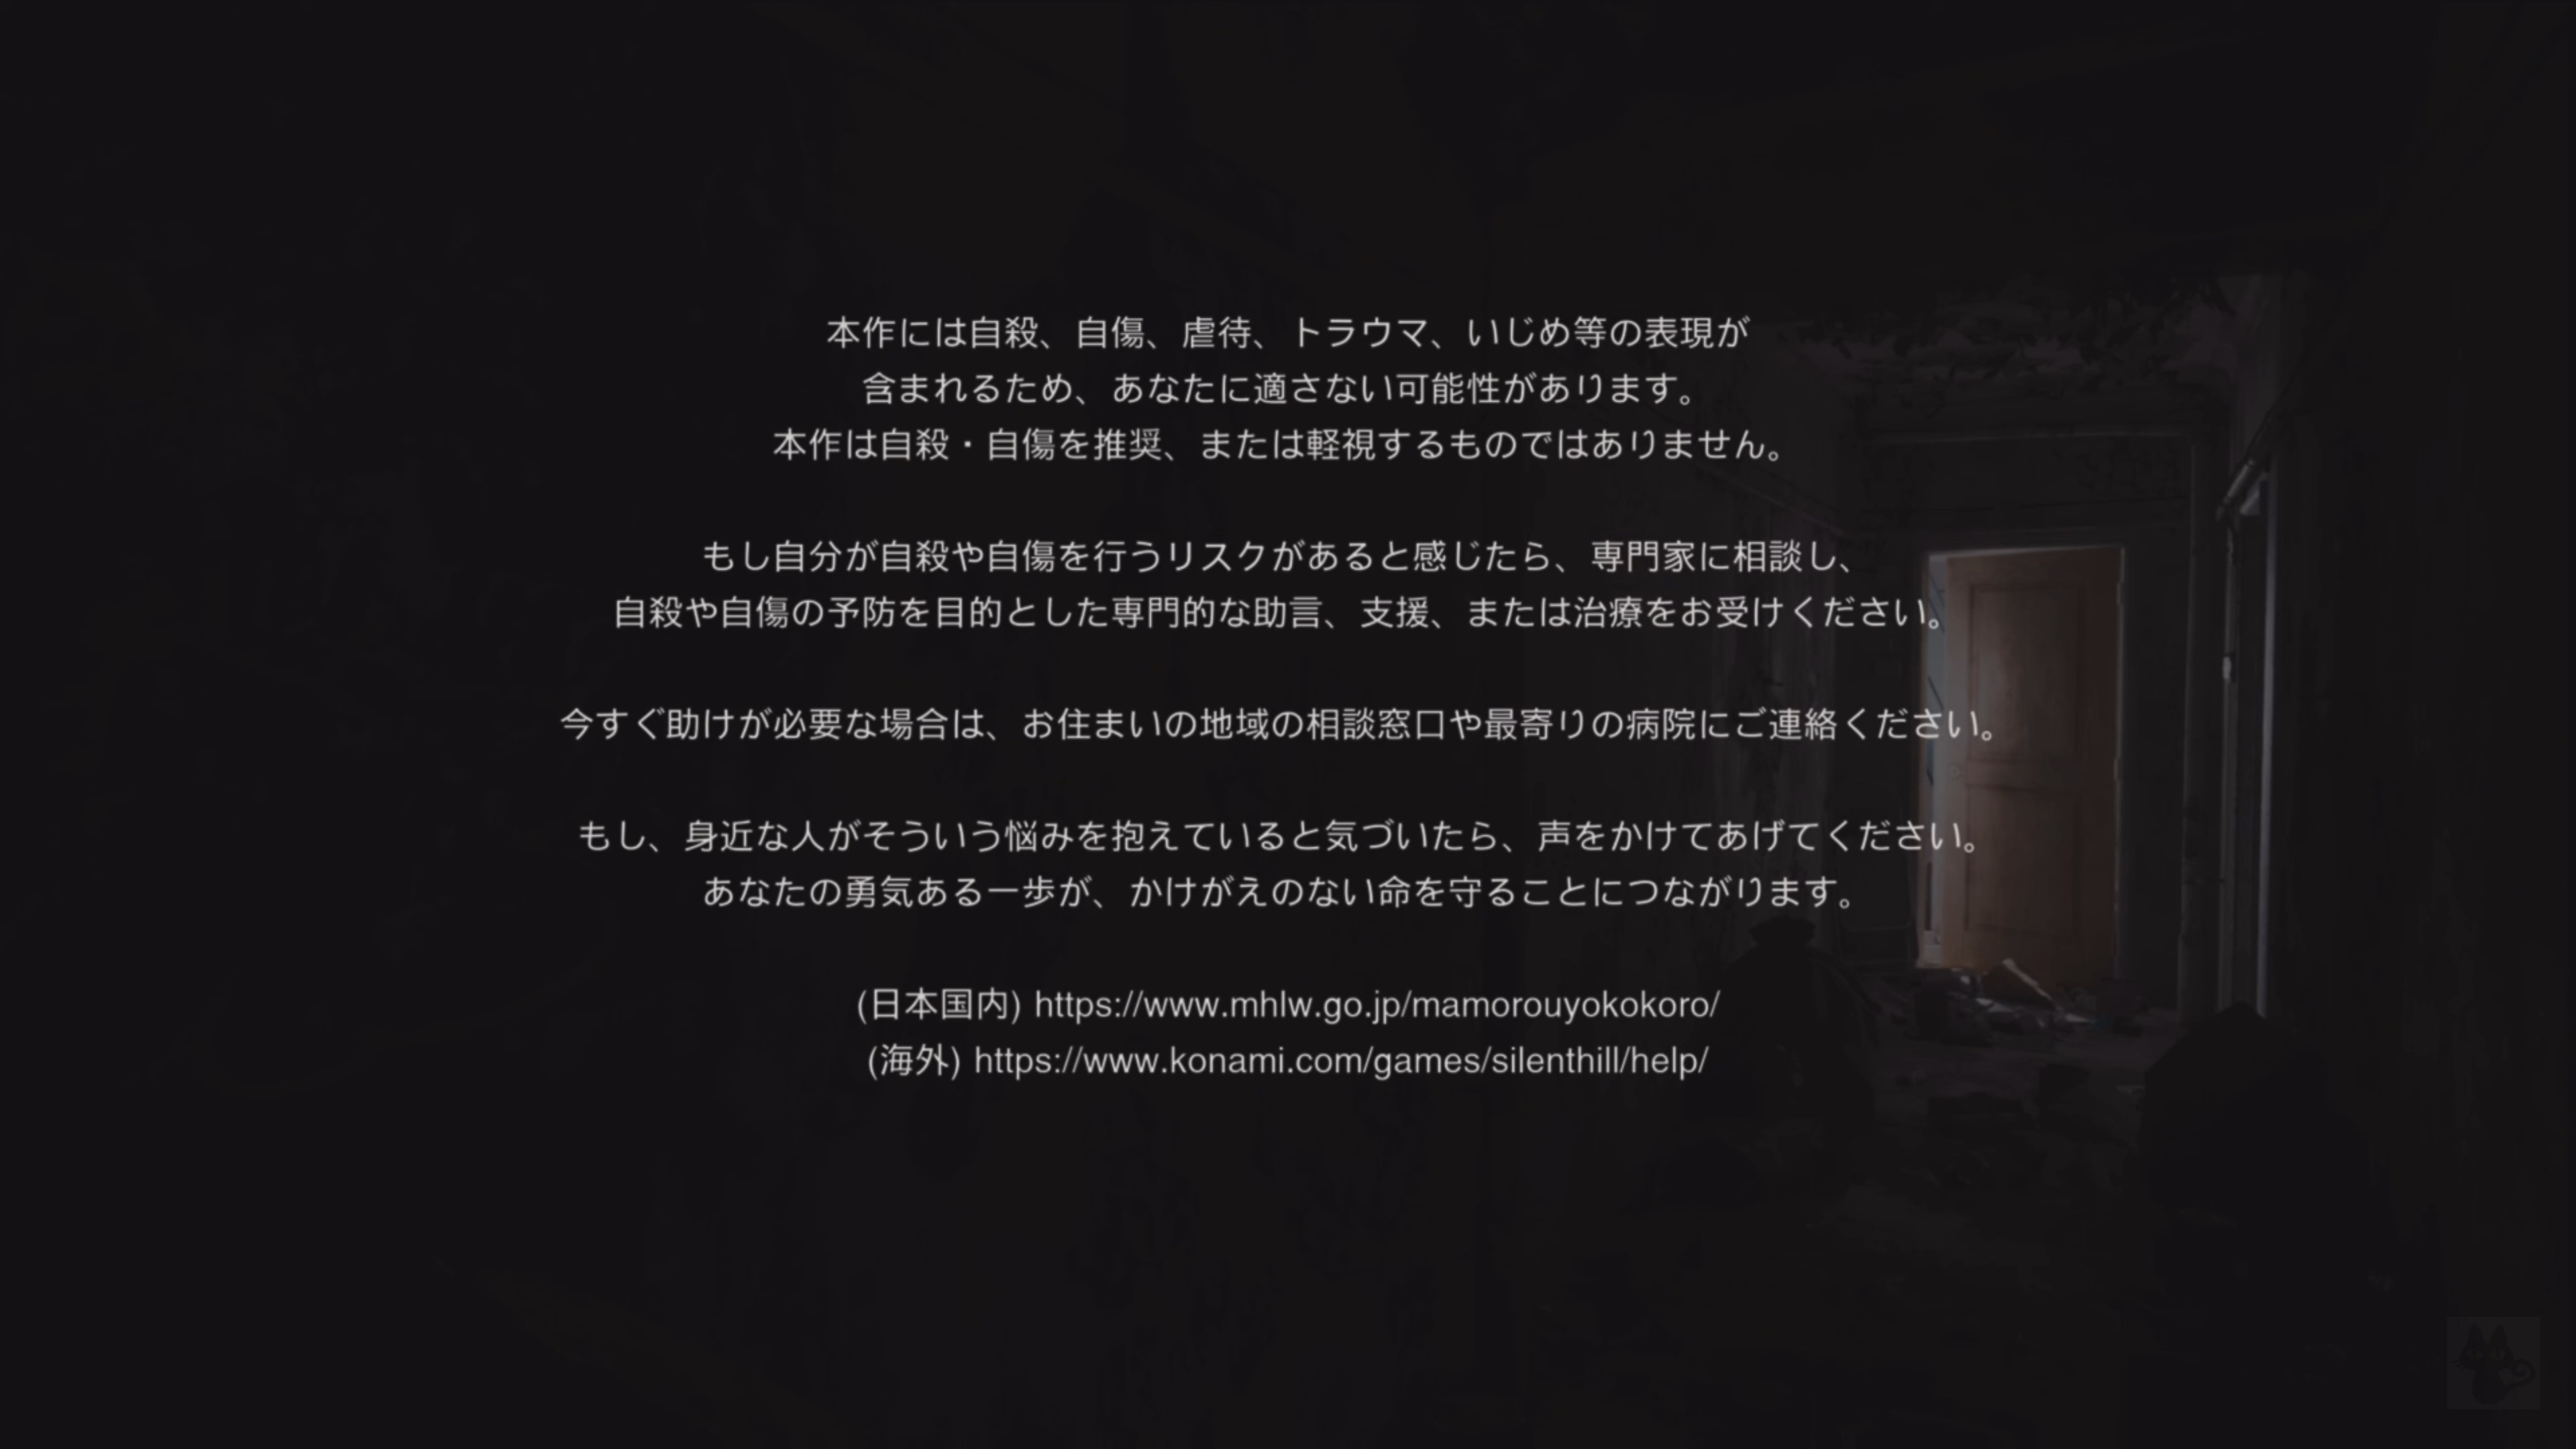 本作には自殺、自傷、虐待、トラウマ、いじめ等の表現が
含まれるため、あなたに適さない可能性があります。
本作は自殺・自傷を推奨、または軽視するものではありません。
もし自分が自殺や自傷を行うリスクがあると感じたら、専門家に相談し、
自殺や自傷の予防を目的とした専門的な助言、支援、または治療をお受けください。
今すぐ助けが必要な場合は、お住まいの地域の相談窓口や最寄りの病院にご連絡ください。
もし、身近な人がそういう悩みを抱えていると気づいたら、声をかけてあげてください。
あなたの勇気ある一歩が、かけがえのない命を守ることにつながります。
(日本国内) https://www.mhlw.go.jp/mamorouyokokoro/
(海外) https://www.konami.com/games/silenthill/help/